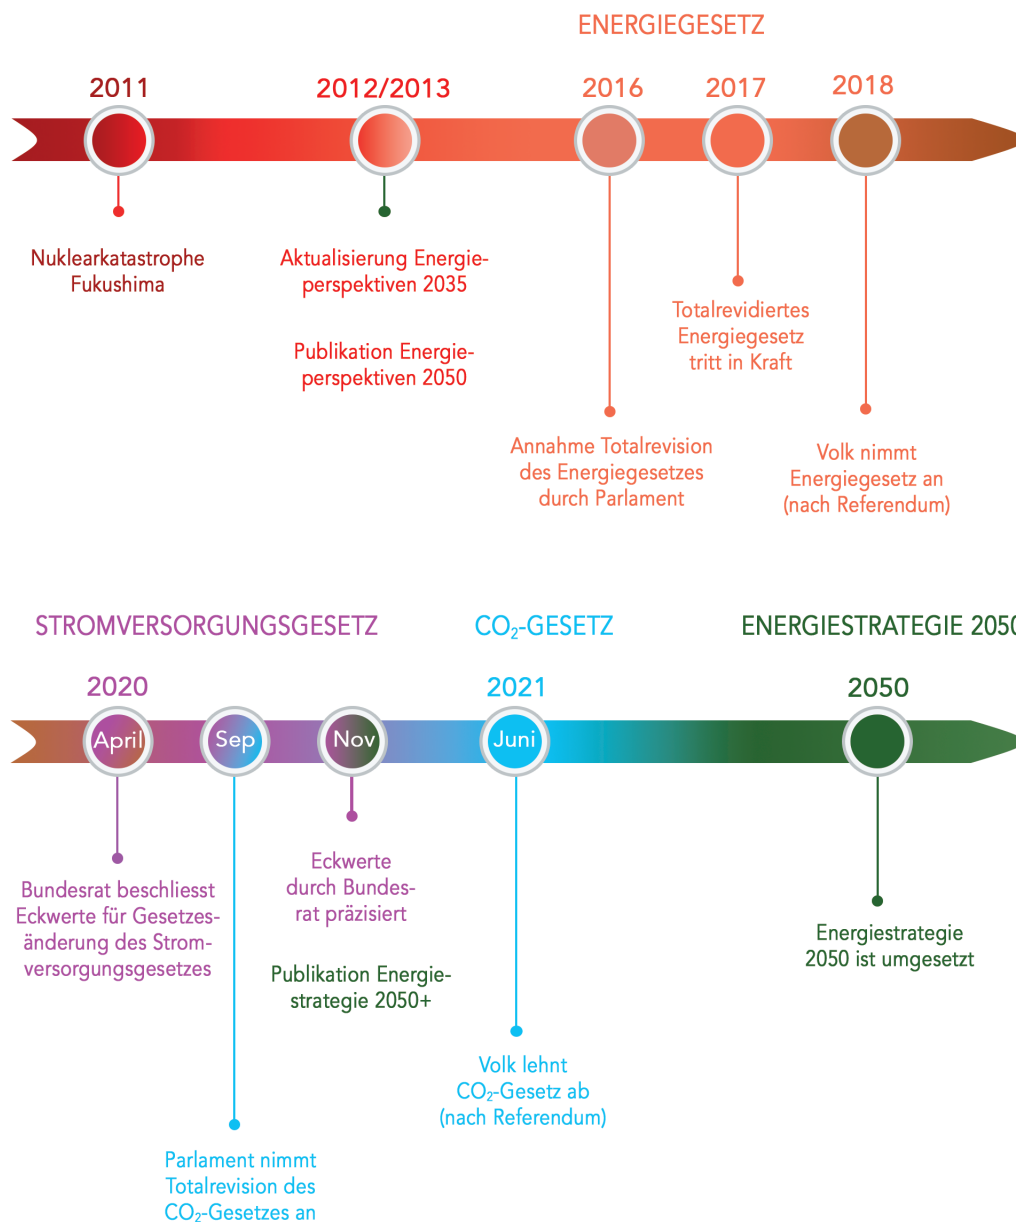 ENERGIEGESETZ
2011
2012/2013
2016
2017
2018
Nuklearkatastrophe
Fukushima
Aktualisierung Energie-
perspektiven 2035
Publikation Energie-
perspektiven 2050
Annahme Totalrevision
des Energiegesetzes
durch Parlament
Totalrevidiertes
Energiegesetz
tritt in Kraft
Volk nimmt
Energiegesetz an
(nach Referendum)
STROMVERSORGUNGSGESETZ
CO₂-GESETZ
ENERGIESTRATEGIE 2050
2020
2021
2050
April
Sep
Nov
Juni
Bundesrat beschliesst
Eckwerte für Gesetzes-
änderung des Strom-
versorgungsgesetzes
Parlament nimmt
Totalrevision des
CO₂-Gesetzes an
Eckwerte
durch Bundes-
rat präzisiert
Publikation Energie-
strategie 2050+
Volk lehnt
CO₂-Gesetz ab
(nach Referendum)
Energiestrategie
2050 ist umgesetzt